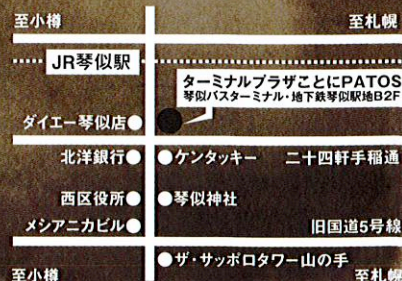 至小樽
至札幌
JR琴似駅
ターミナルプラザことにPATOS
琴似バスターミナル・地下鉄琴似駅地B2F
ダイエー琴似店
北洋銀行
ケンタッキー
二十四軒手稲通
西区役所
琴似神社
メシアニカビル
旧国道5号線
ザ・サッポロタワー山の手
至小樽
至札幌